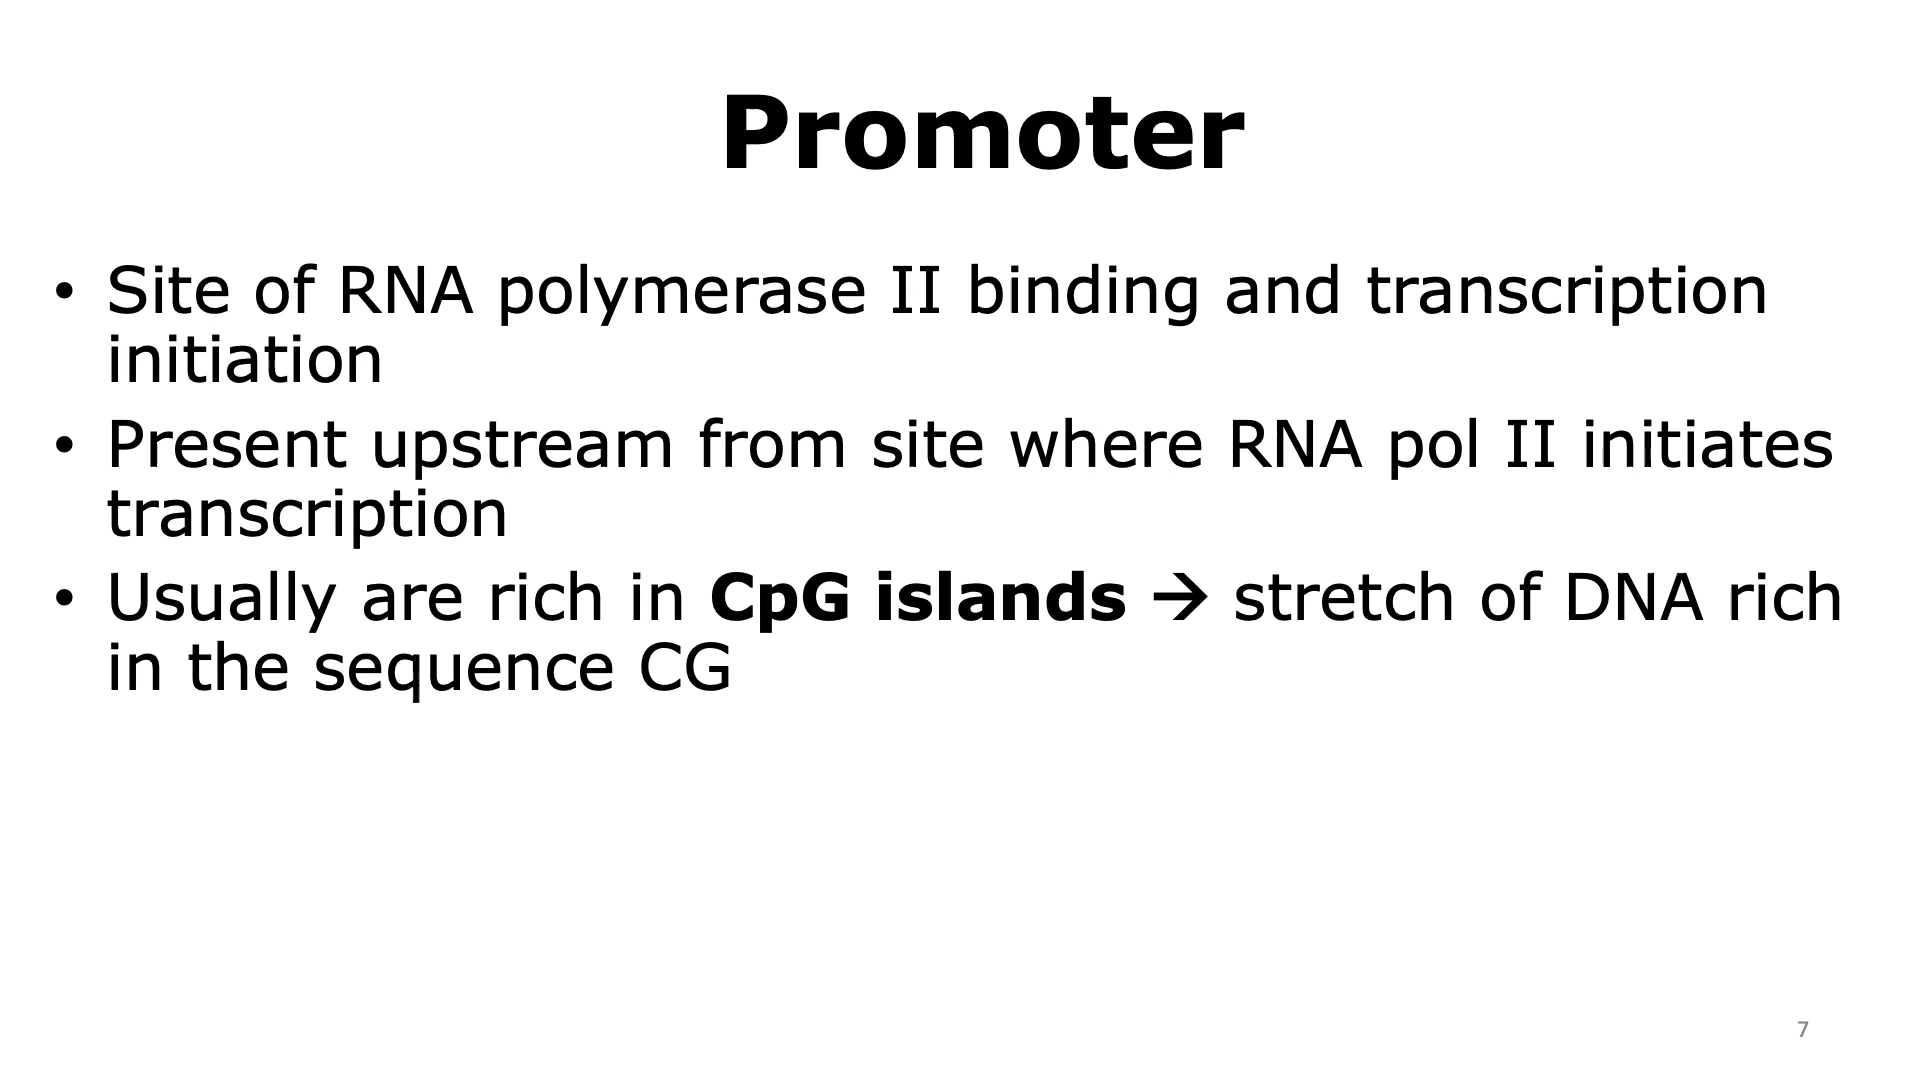 Promoter
• Site of RNA polymerase II binding and transcription
initiation
• Present upstream from site where RNA pol II initiates
transcription
• Usually are rich in CpG islands → stretch of DNA rich
in the sequence CG
7